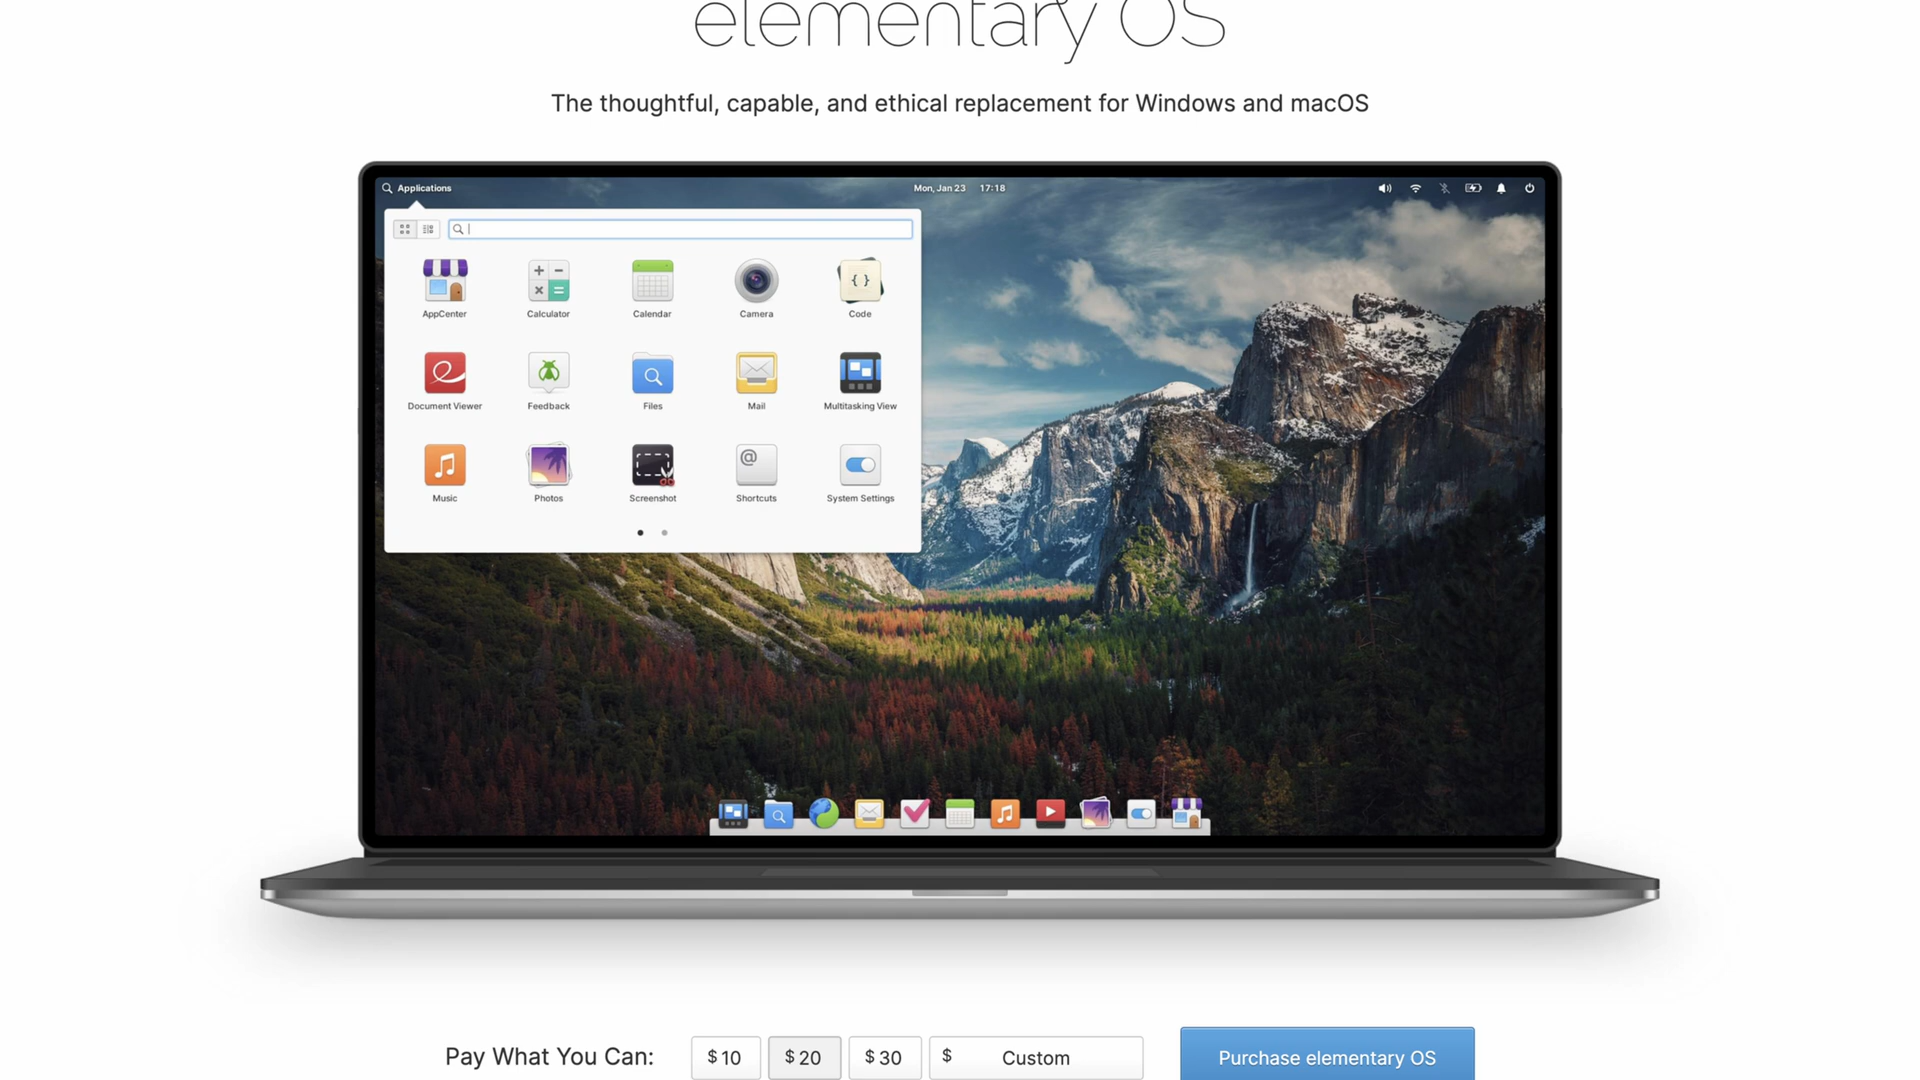 elementary OS
The thoughtful, capable, and ethical replacement for Windows and macOS
Applications
Mon, Jan 23 17:18
AppCenter
Calculator
Calendar
Camera
Code
Document Viewer
Feedback
Files
Mail
Multitasking View
Music
Photos
Screenshot
Shortcuts
System Settings
Pay What You Can: $ 10 $ 20 $ 30 $ Custom Purchase elementary OS